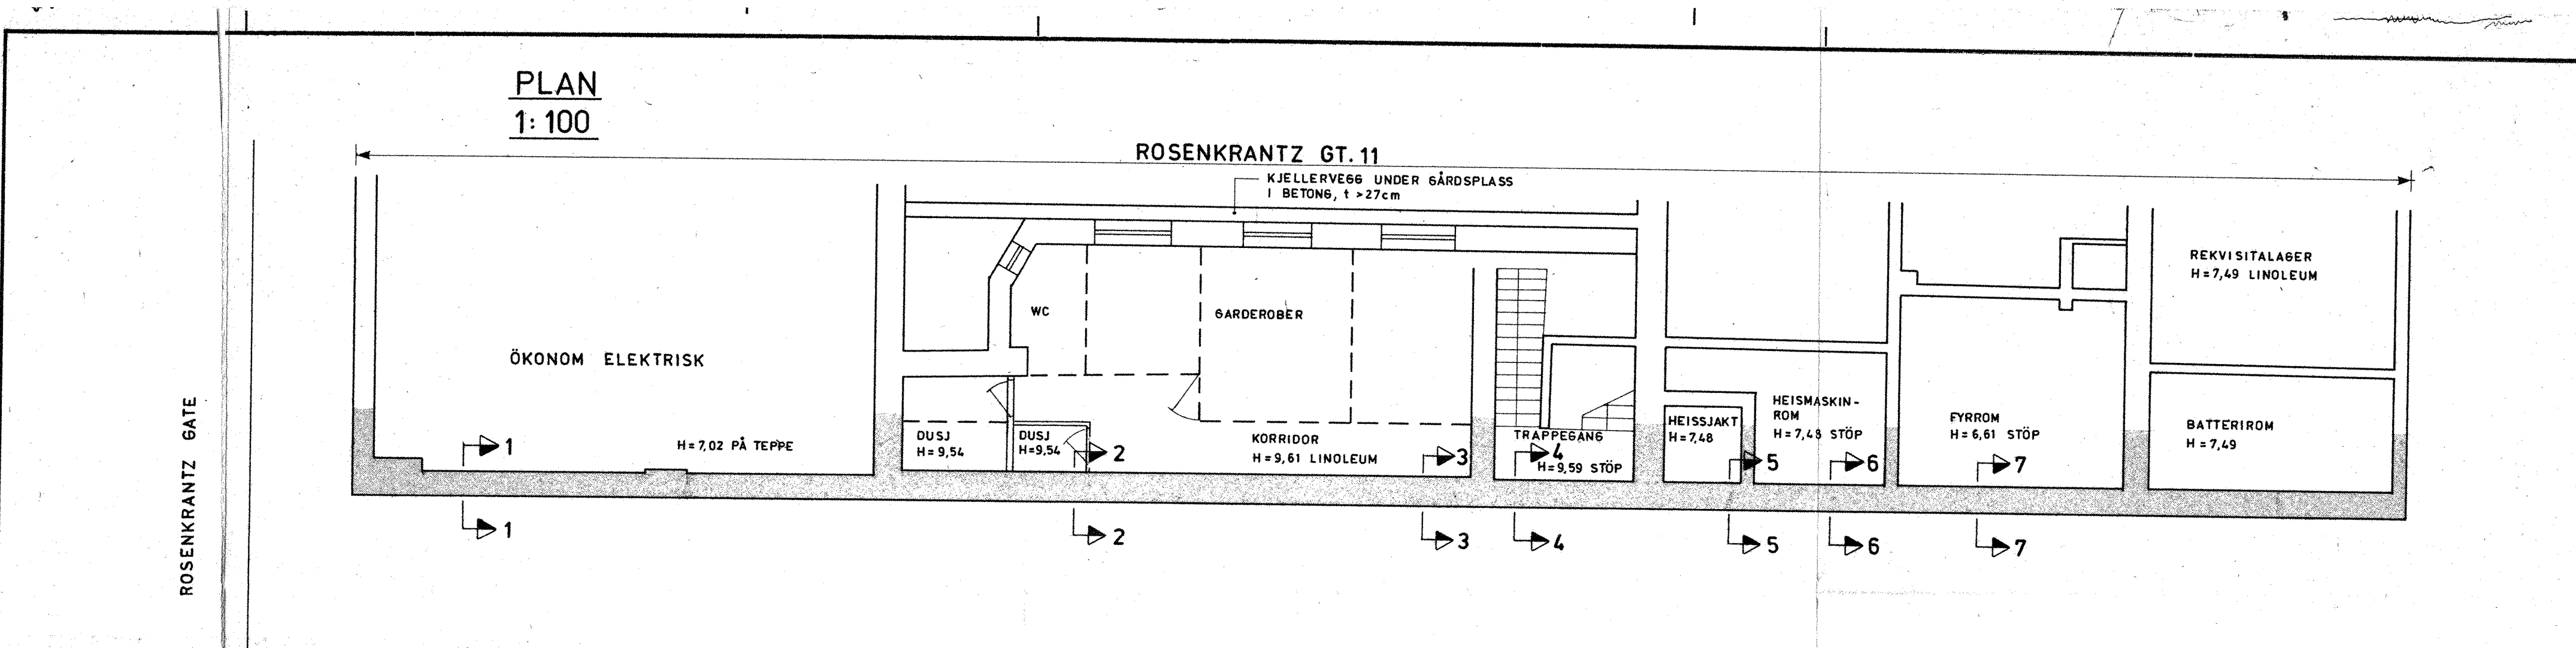 PLAN
1:100
ROSENKRANTZ GT. 11
KJELLERVEGG UNDER GÅRDSPLASS
I BETONG, t >27cm
REKVISITALAGER
H=7,49 LINOLEUM
WC
GARDEROBER
ÖKONOM ELEKTRISK
H=7,02 PÅ TEPPE
DUSJ
H=9,54
DUSJ
H=9,54
KORRIDOR
H=9,61 LINOLEUM
TRAPPEGANG
H=9,59 STÖP
HEISSJAKT
H=7,48
HEISMASKIN-
ROM
H=7,48 STÖP
FYRROM
H=6,61 STÖP
BATTERIROM
H=7,49
1
2
3
4
5
6
7
1
2
3
4
5
6
7
ROSENKRANTZ GATE